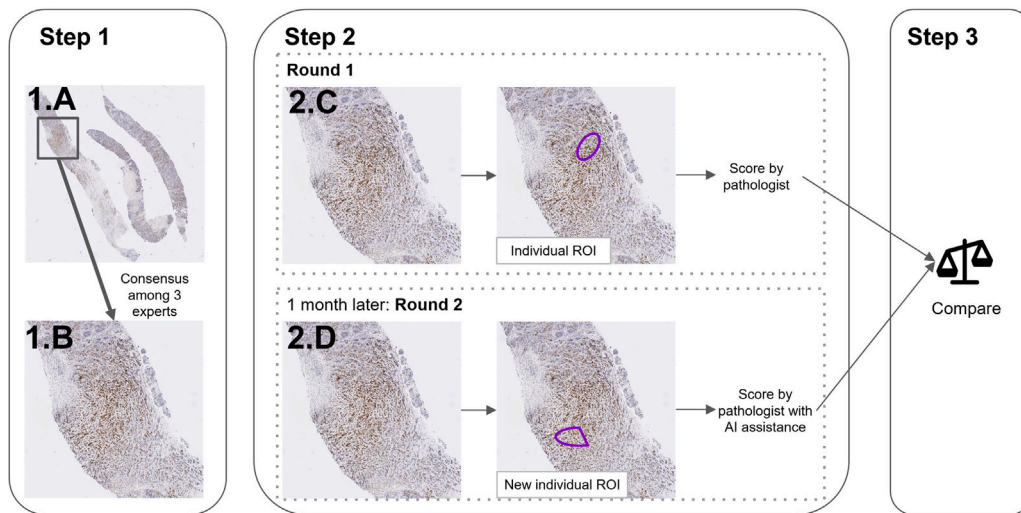 Step 1
1.A
Consensus
among 3
experts
1.B
Step 2
Round 1
2.C
Individual ROI
Score by
pathologist
1 month later: Round 2
2.D
New individual ROI
Score by
pathologist with
AI assistance
Step 3
Compare